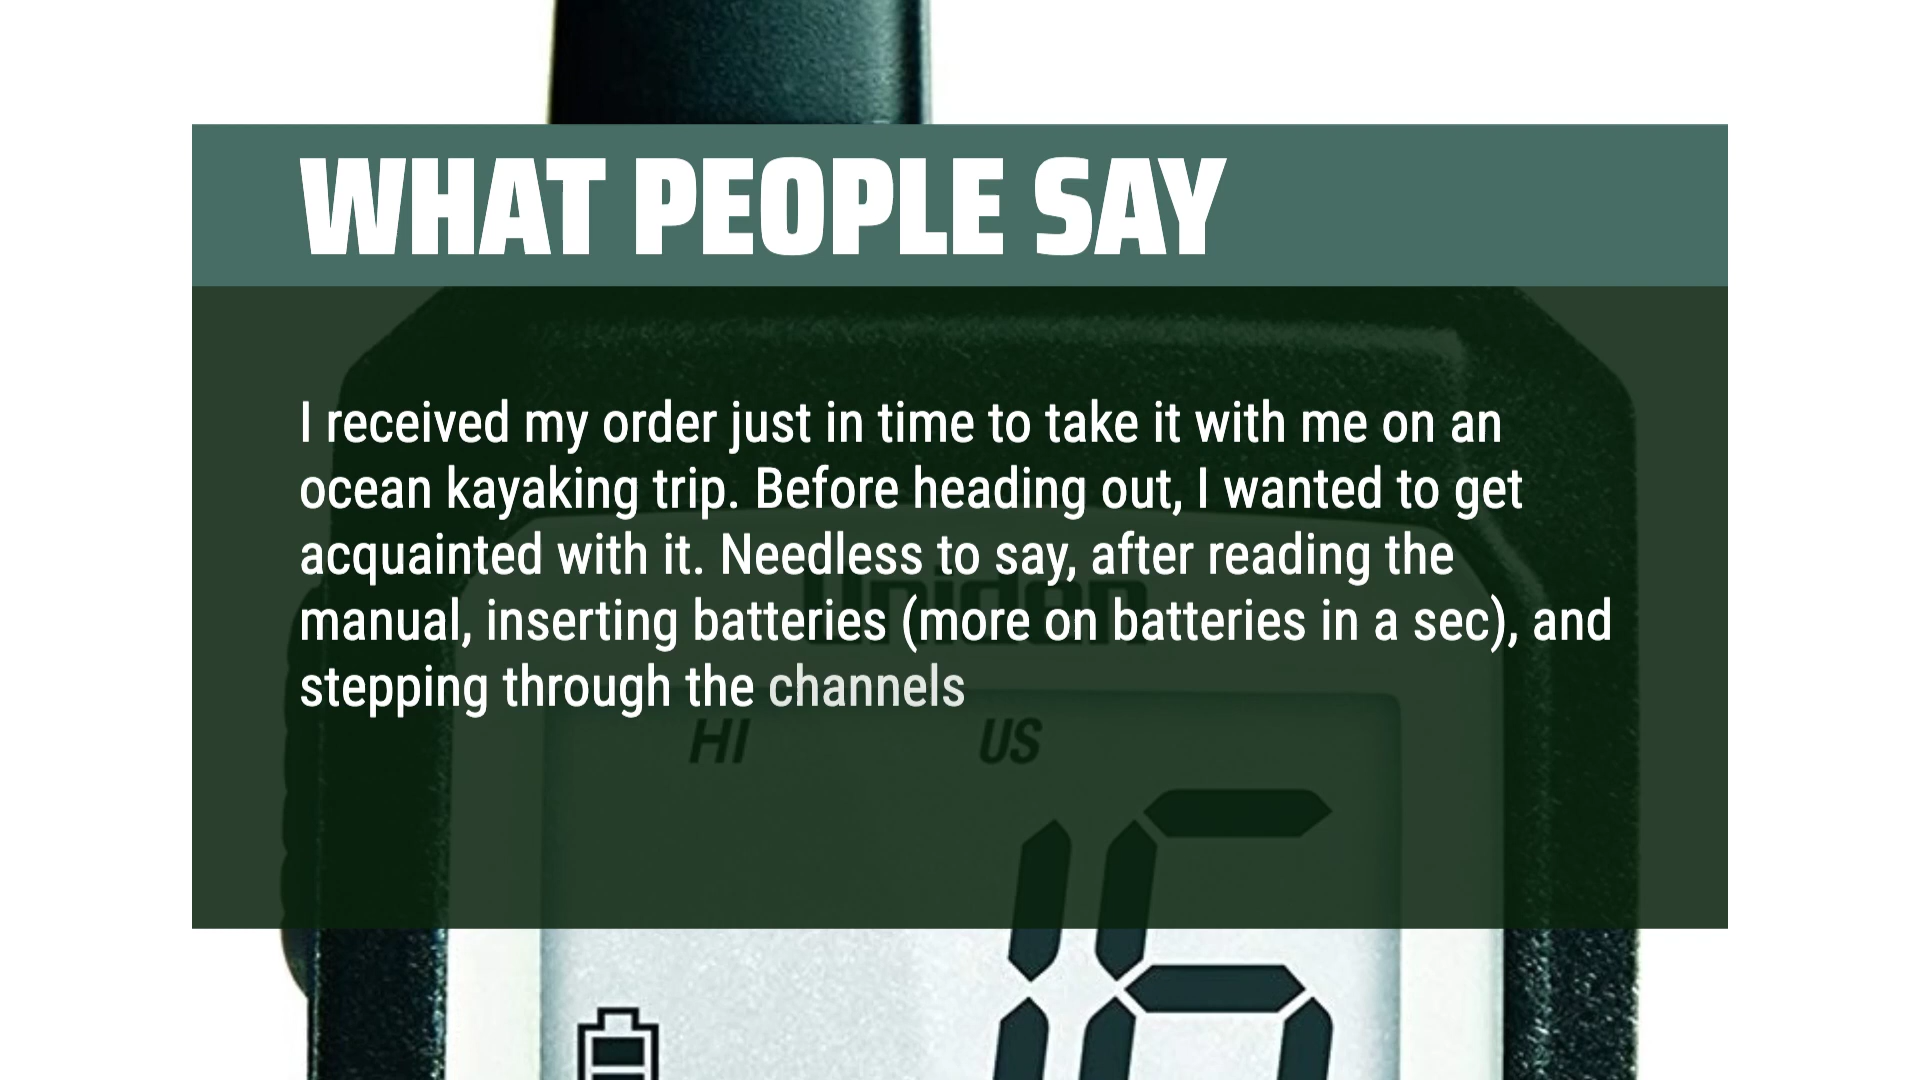 WHAT PEOPLE SAY
I received my order just in time to take it with me on an
ocean kayaking trip. Before heading out, I wanted to get
acquainted with it. Needless to say, after reading the
Uniden
manual, inserting batteries (more on batteries in a sec), and
stepping through the channels
HI US
16